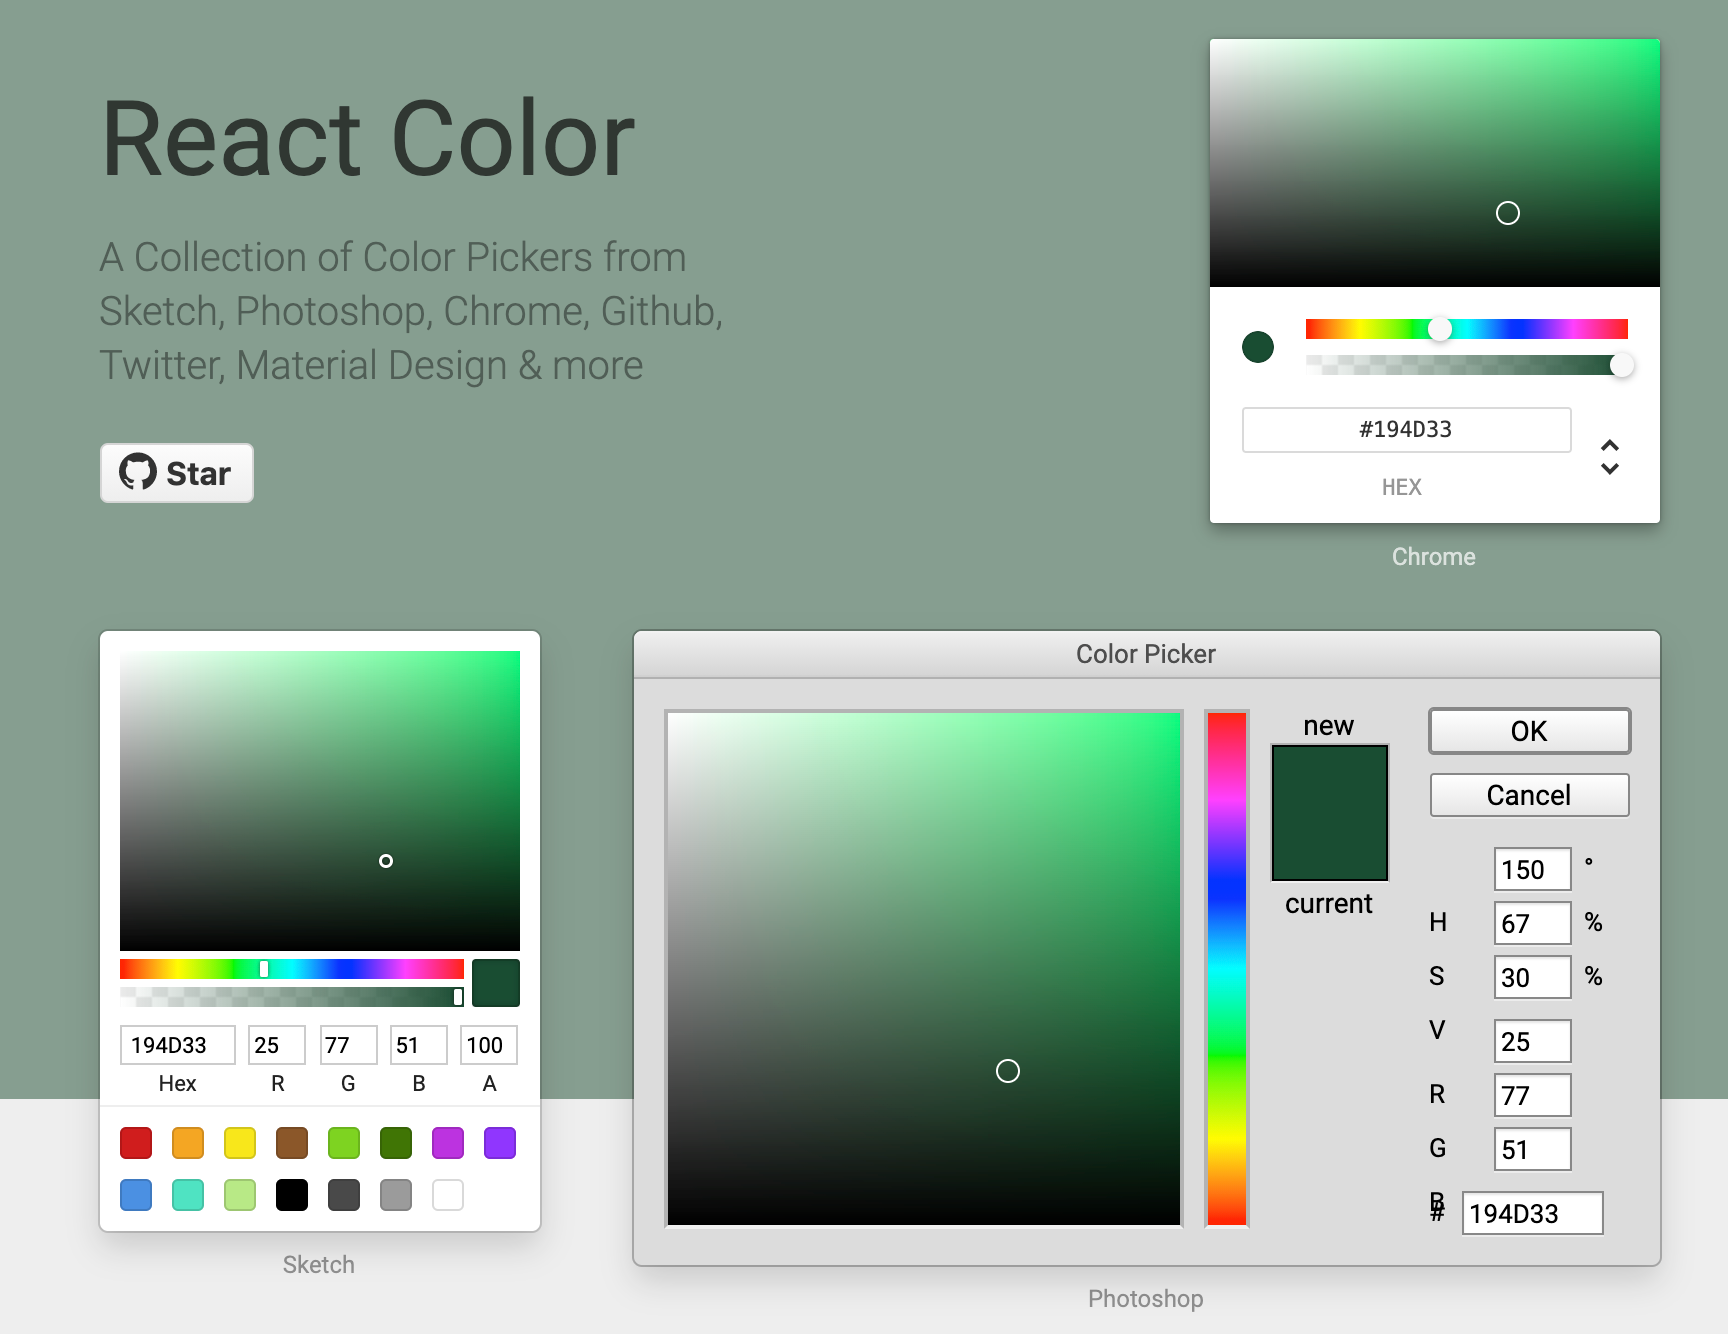 React Color
A Collection of Color Pickers from
Sketch, Photoshop, Chrome, Github,
Twitter, Material Design & more
Star
#194D33
HEX
Chrome
194D33 25 77 51 100
Hex R G B A
Sketch
Color Picker
new
current
OK
Cancel
150 °
H 67 %
S 30 %
V 25
R 77
G 51
B
# 194D33
Photoshop